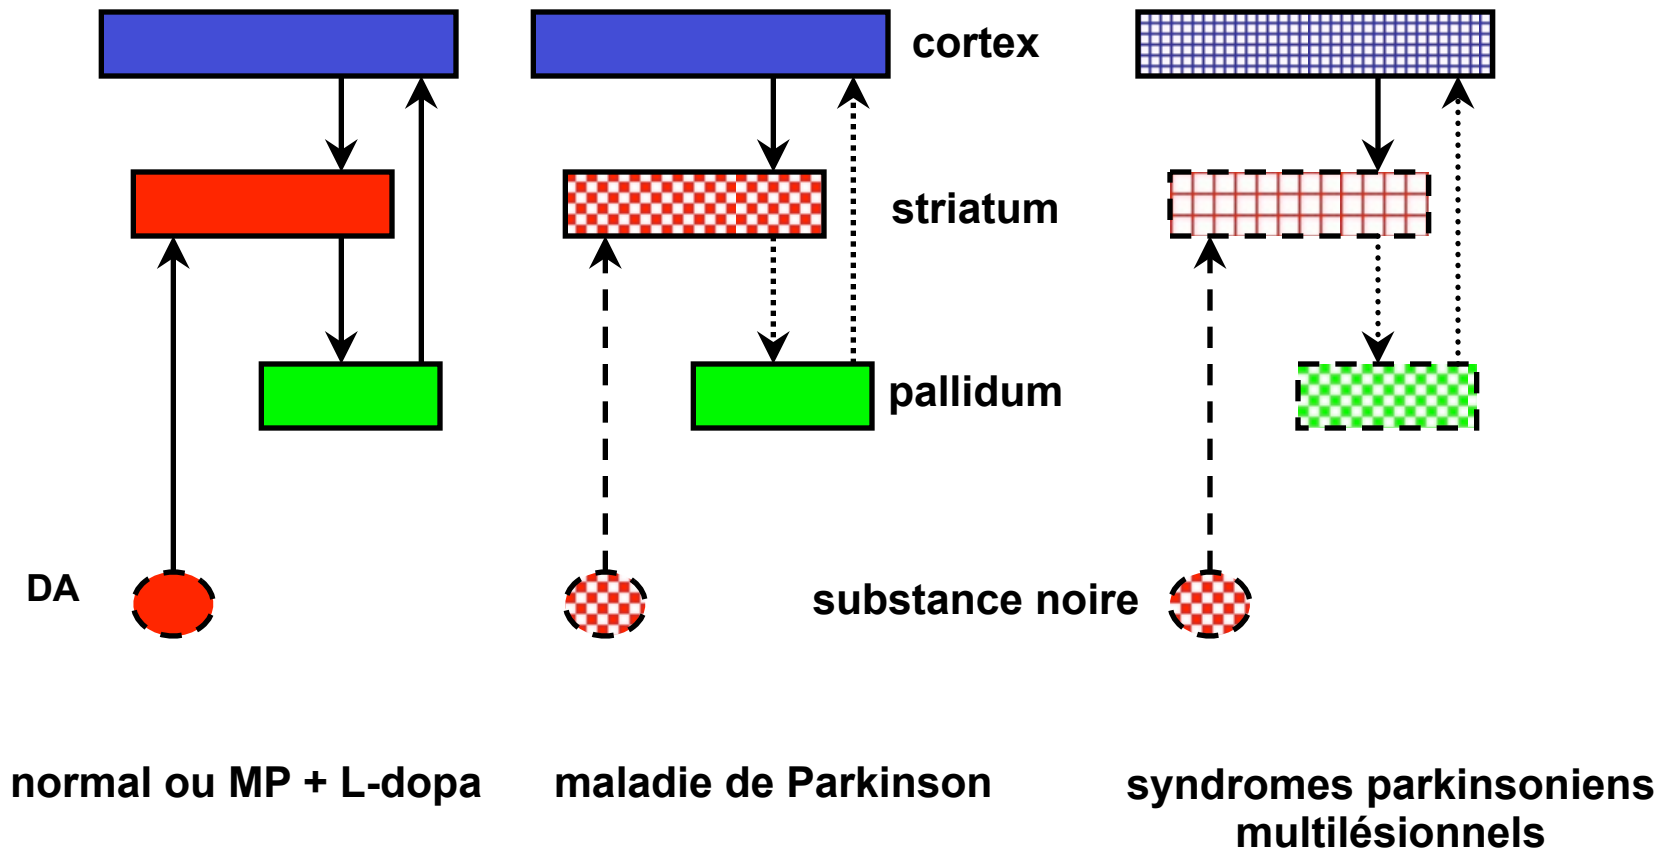 cortex
striatum
pallidum
DA
substance noire
normal ou MP + L-dopa
maladie de Parkinson
syndromes parkinsoniens
multilésionnels